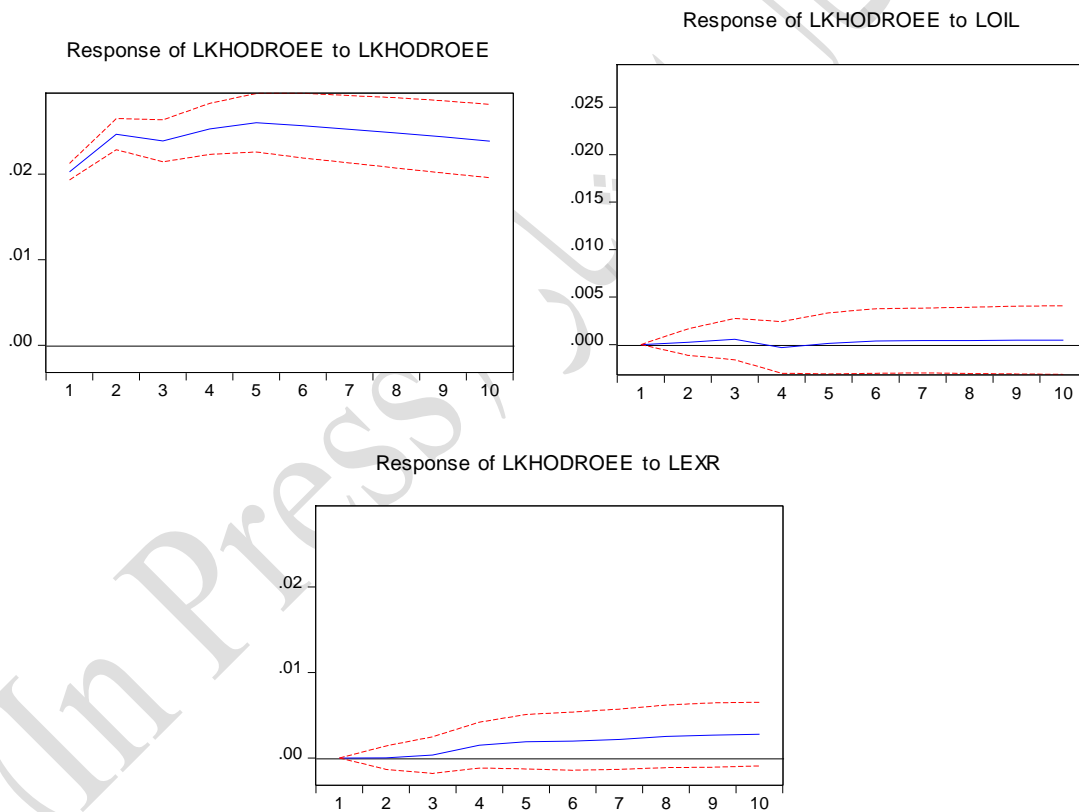 Response of LKHODROEE to LKHODROEE
.02
.01
.00
1 2 3 4 5 6 7 8 9 10
Response of LKHODROEE to LOIL
.025
.020
.015
.010
.005
.000
1 2 3 4 5 6 7 8 9 10
Response of LKHODROEE to LEXR
.02
.01
.00
1 2 3 4 5 6 7 8 9 10
(In Press /